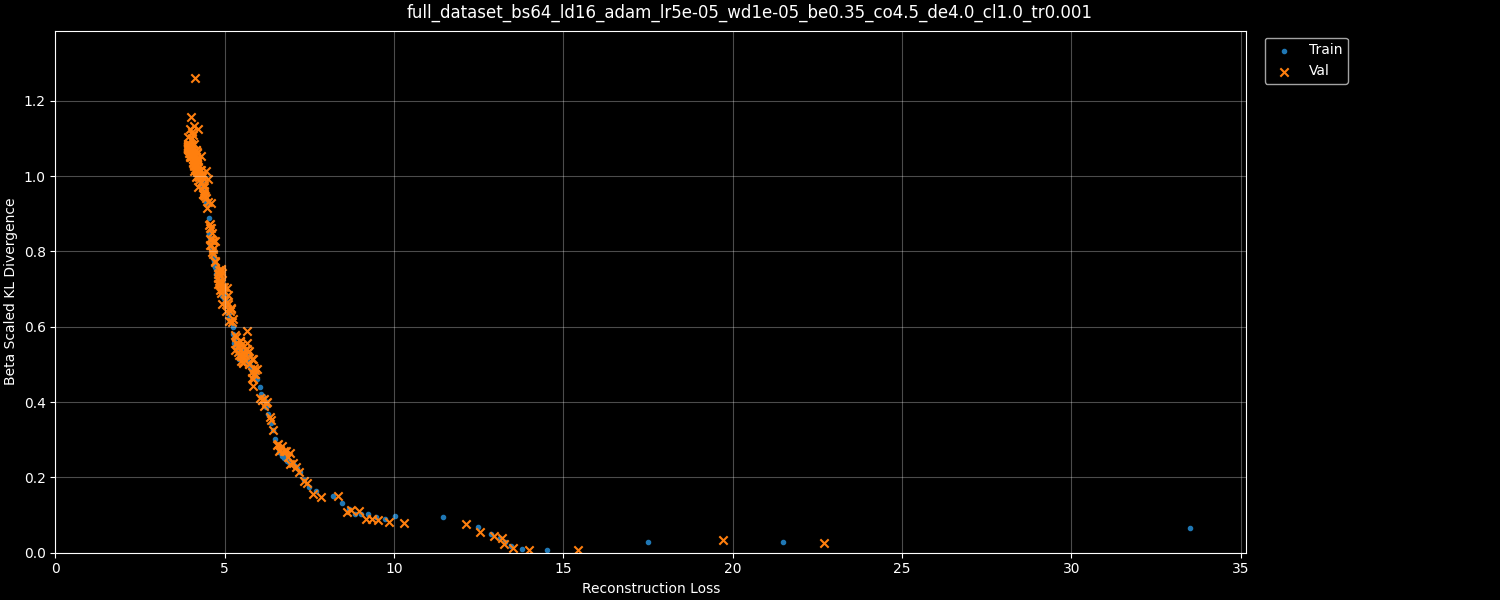 full_dataset_bs64_ld16_adam_lr5e-05_wd1e-05_be0.35_co4.5_de4.0_cl1.0_tr0.001
Train
Val
Beta Scaled KL Divergence
1.2
1.0
0.8
0.6
0.4
0.2
0.0
0 5 10 15 20 25 30 35
Reconstruction Loss